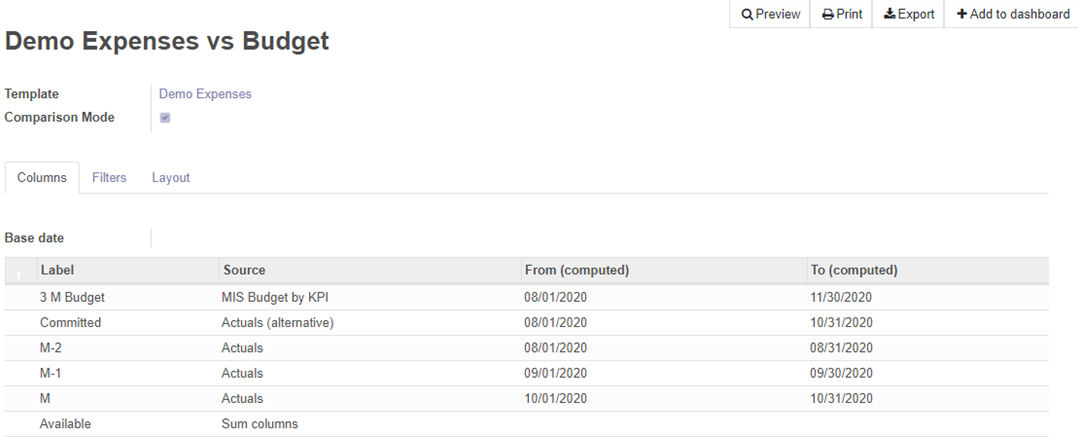 Preview Print Export Add to dashboard
Demo Expenses vs Budget
Template Demo Expenses
Comparison Mode
Columns Filters Layout
Base date
Label Source From (computed) To (computed)
3 M Budget MIS Budget by KPI 08/01/2020 11/30/2020
Committed Actuals (alternative) 08/01/2020 10/31/2020
M-2 Actuals 08/01/2020 08/31/2020
M-1 Actuals 09/01/2020 09/30/2020
M Actuals 10/01/2020 10/31/2020
Available Sum columns